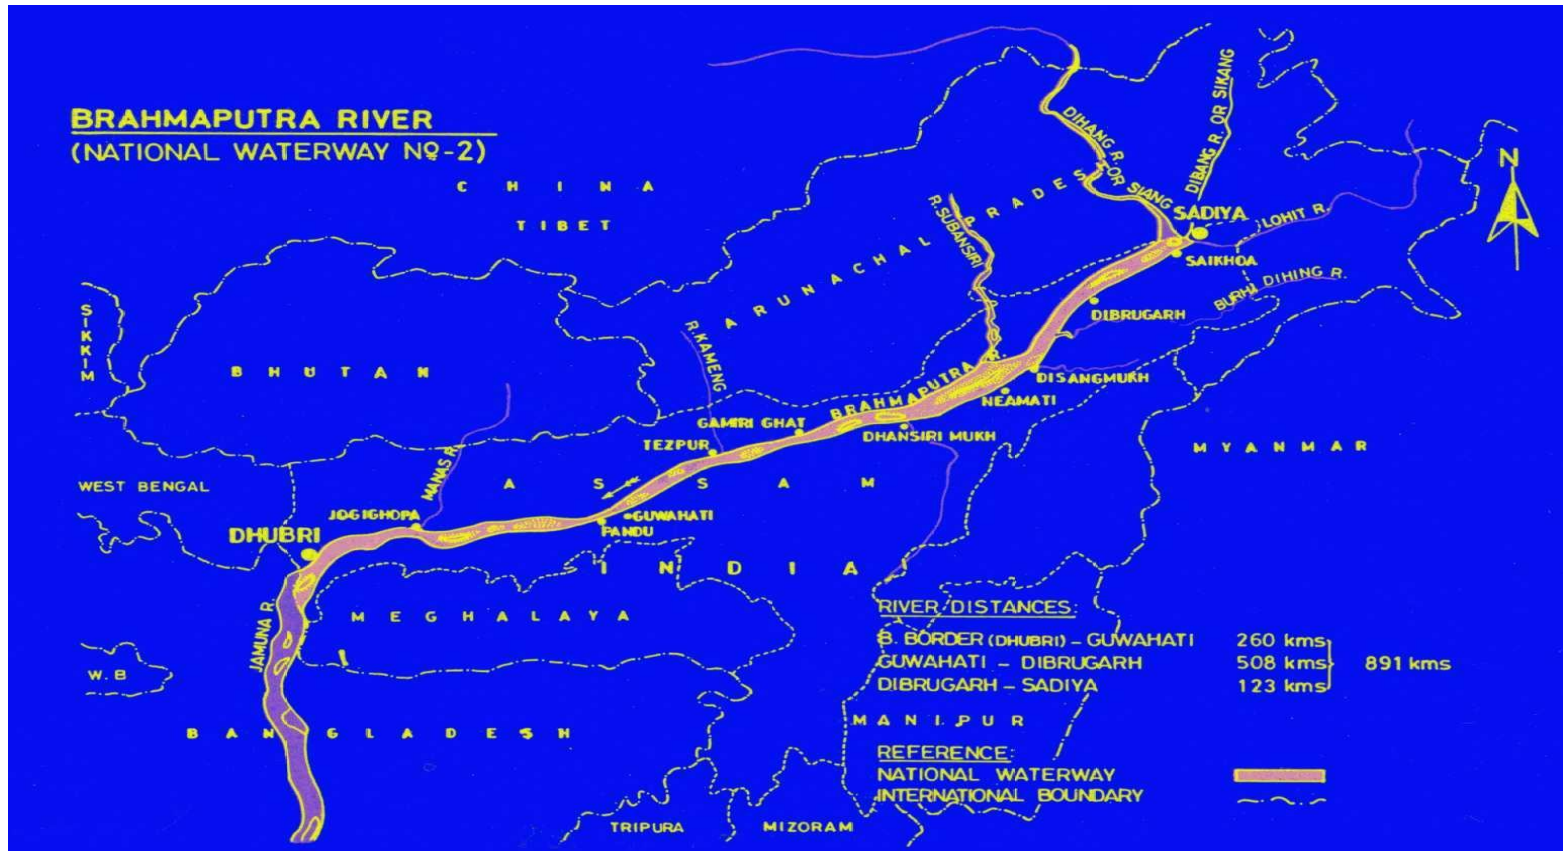 BRAHMAPUTRA RIVER
(NATIONAL WATERWAY NO-2)
CHINA
TIBET
DIHANG R. OR SIANG
DIBANG R. OR SIKANG
N
R. SUBANSIRI
ARUNACHAL PRADESH
SADIYA
LOHIT R.
SAIKHOA
BURHI DIHING R.
SIKKIM
BHUTAN
R. KAMENG
DIBRUGARH
BRAHMAPUTRA R.
DISANGMUKH
NEAMATI
GAMIRI GHAT
DHANSIRI MUKH
TEZPUR
MYANMAR
MANAS R.
WEST BENGAL
ASSAM
JOGIGHOPA
GUWAHATI
PANDU
DHUBRI
INDIA
MEGHALAYA
JAMUNA R.
W.B
BANGLADESH
RIVER DISTANCES:
B. BORDER (DHUBRI) - GUWAHATI 260 kms
GUWAHATI - DIBRUGARH 508 kms 891 kms
DIBRUGARH - SADIYA 123 kms
MANIPUR
REFERENCE:
NATIONAL WATERWAY
INTERNATIONAL BOUNDARY
TRIPURA
MIZORAM